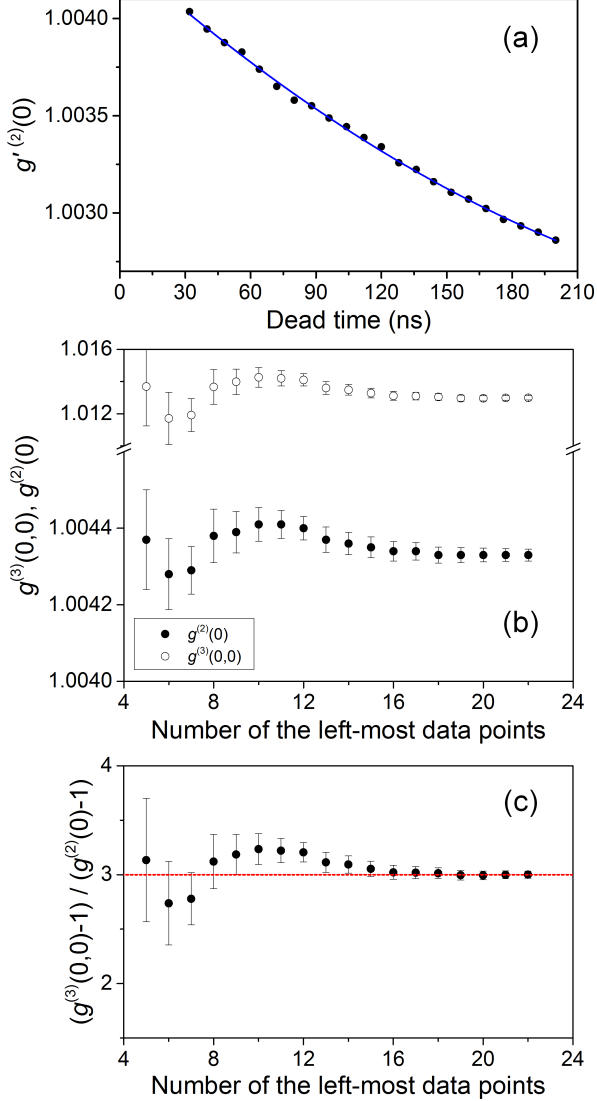 1.0040
1.0035
1.0030
g'(2)(0)
(a)
0 30 60 90 120 150 180 210
Dead time (ns)
1.016
1.012
1.0044
1.0042
1.0040
g(3)(0,0), g(2)(0)
g(2)(0)
g(3)(0,0)
(b)
4 8 12 16 20 24
Number of the left-most data points
4
3
2
(g(3)(0,0)-1) / (g(2)(0)-1)
(c)
4 8 12 16 20 24
Number of the left-most data points